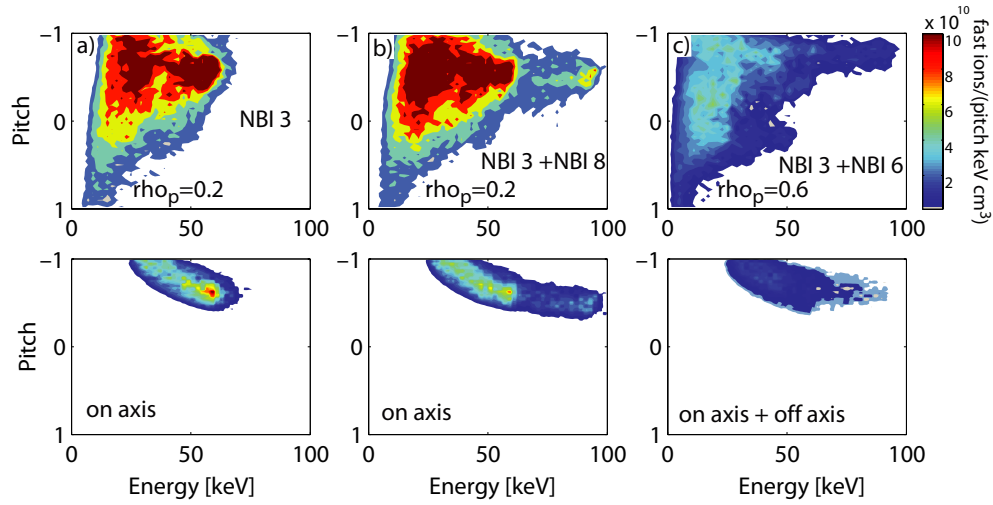 x 10^10
-1 a) -1 b) -1 c)
10
8
6
4
2
fast ions/(pitch keV cm³)
Pitch
0 NBI 3 0 0
NBI 3 +NBI 8 NBI 3 +NBI 6
rho_p=0.2 rho_p=0.2 rho_p=0.6
1 1 1
0 50 100 0 50 100 0 50 100
-1 -1 -1
Pitch
0 0 0
on axis on axis on axis + off axis
1 1 1
0 50 100 0 50 100 0 50 100
Energy [keV] Energy [keV] Energy [keV]